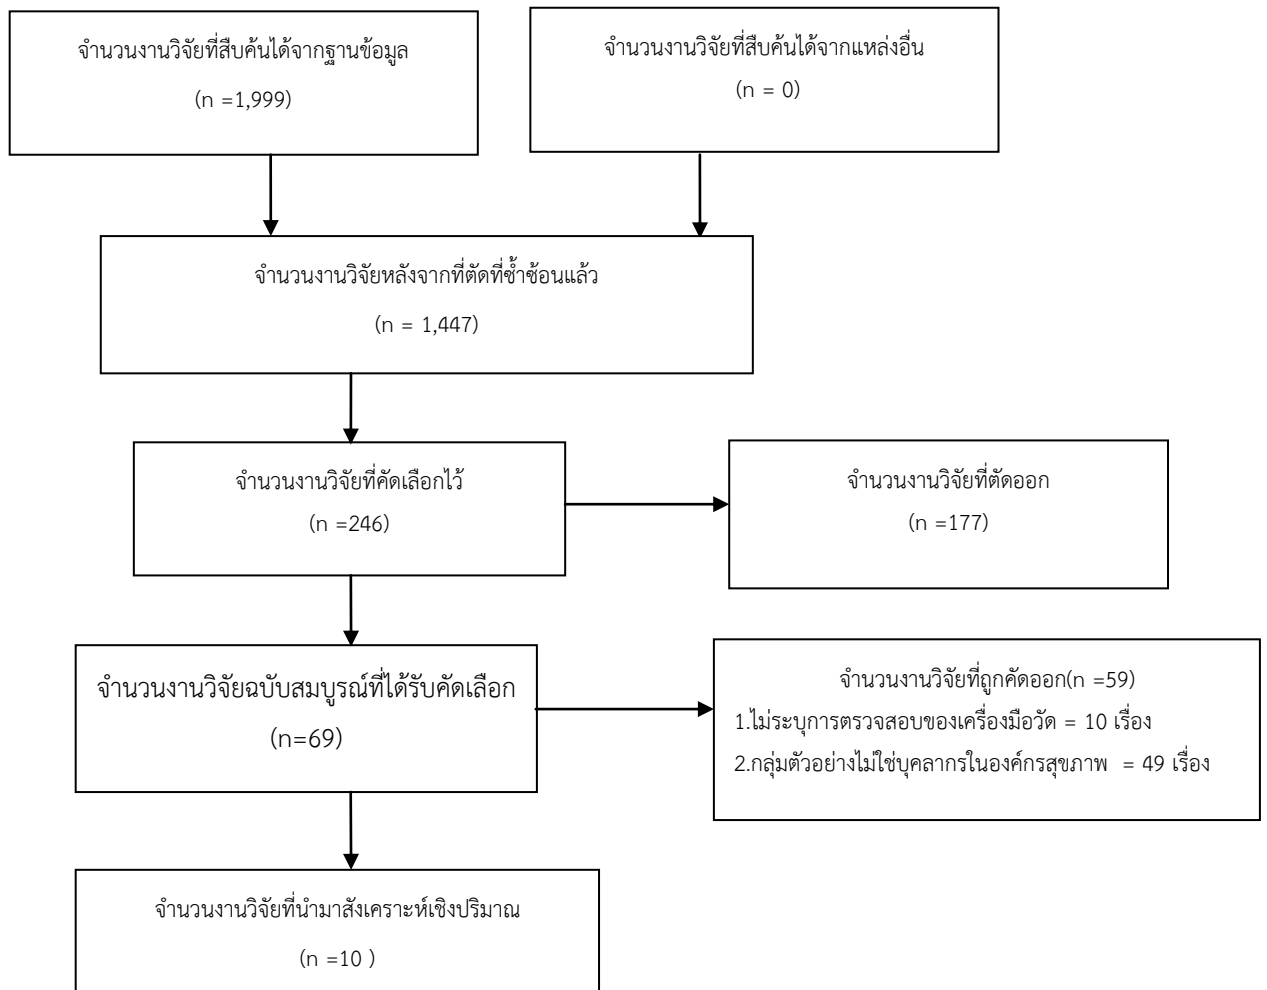 จำนวนงานวิจัยที่สืบค้นได้จากฐานข้อมูล
(n =1,999)
จำนวนงานวิจัยที่สืบค้นได้จากแหล่งอื่น
(n = 0)
จำนวนงานวิจัยหลังจากที่ตัดที่ซ้ำซ้อนแล้ว
(n = 1,447)
จำนวนงานวิจัยที่คัดเลือกไว้
(n =246)
จำนวนงานวิจัยที่ตัดออก
(n =177)
จำนวนงานวิจัยฉบับสมบูรณ์ที่ได้รับคัดเลือก
(n=69)
จำนวนงานวิจัยที่ถูกคัดออก(n =59)
1.ไม่ระบุการตรวจสอบของเครื่องมือวัด = 10 เรื่อง
2.กลุ่มตัวอย่างไม่ใช่บุคลากรในองค์กรสุขภาพ = 49 เรื่อง
จำนวนงานวิจัยที่นำมาสังเคราะห์เชิงปริมาณ
(n =10 )